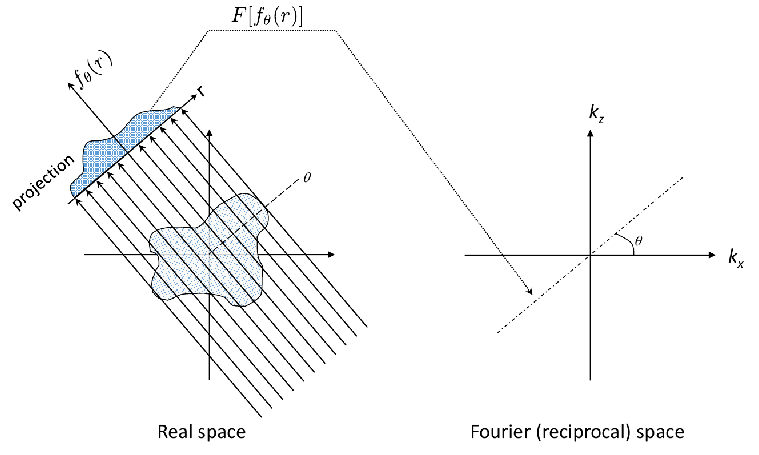 F[fθ(r)]
fθ(r)
r
projection
θ
Real space
kz
θ
kx
Fourier (reciprocal) space